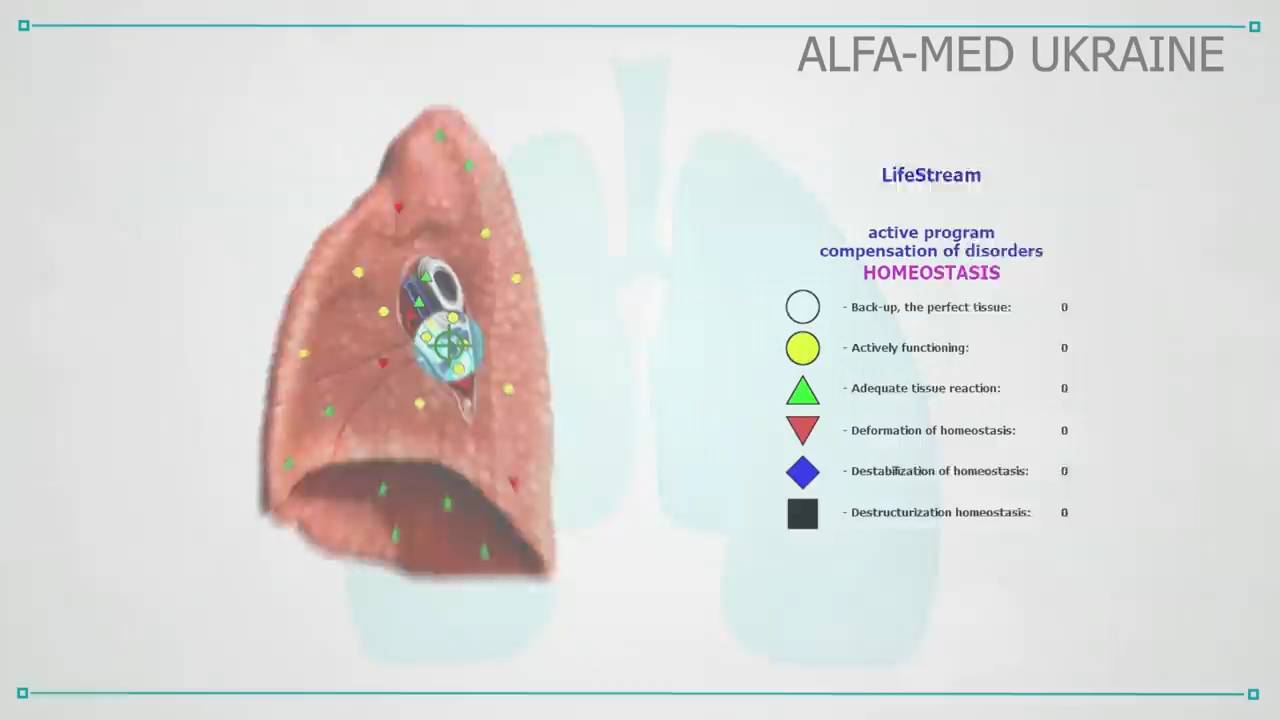 ALFA-MED UKRAINE
LifeStream
active program
compensation of disorders
HOMEOSTASIS
- Back-up, the perfect tissue: 0
- Actively functioning: 0
- Adequate tissue reaction: 0
- Deformation of homeostasis: 0
- Destabilization of homeostasis: 0
- Destructurization homeostasis: 0